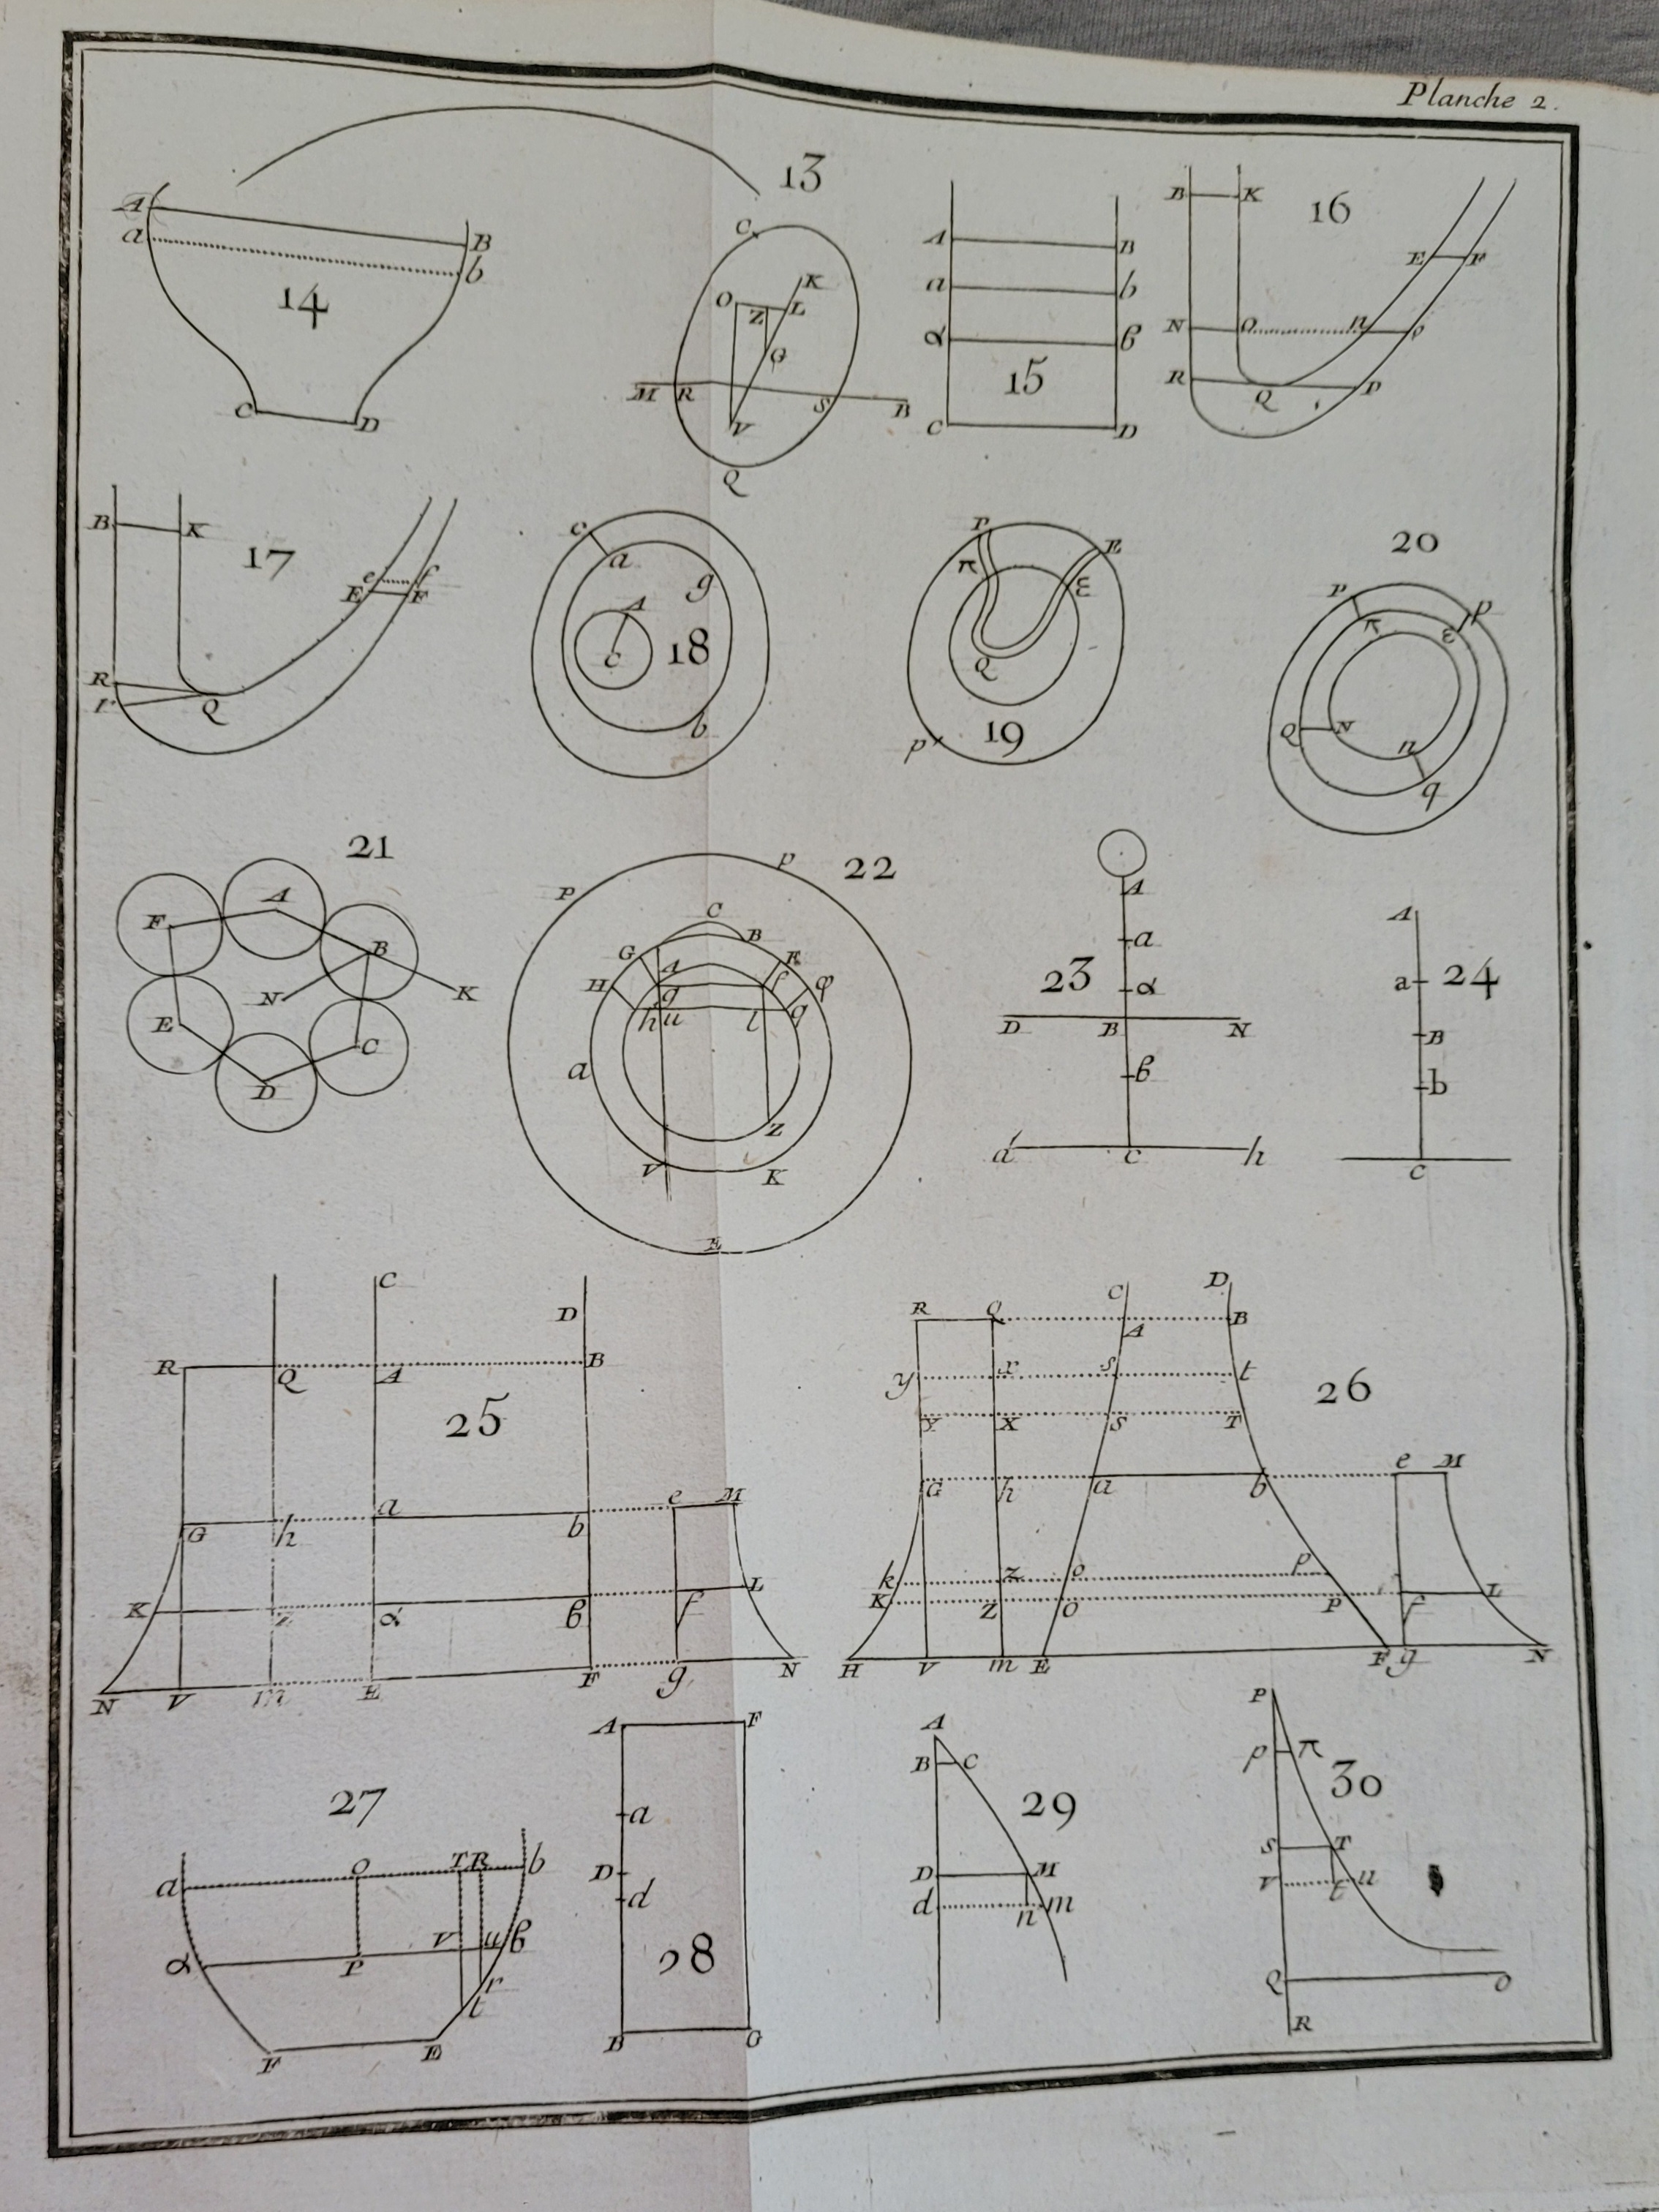 Planche 2.
13
A
a
B
b
14
C
D
C
K
O
Z
L
G
M
R
S
B
V
Q
A
B
a
b
α
β
15
C
D
B
K
16
E
F
N
O
n
o
R
Q
P
B
K
17
e
f
E
F
R
r
Q
c
a
g
A
18
C
b
P
E
π
ε
Q
19
p
20
P
p
π
ε
Q
N
n
q
21
F
A
B
N
K
E
C
D
22
P
p
C
B
G
A
E
H
g
f
φ
h
u
l
q
a
Z
V
K
E
A
a
23
α
D
B
N
β
d
c
h
A
a
24
B
b
C
C
D
R
Q
A
B
25
G
h
a
b
e
M
K
z
α
β
f
L
N
V
m
E
F
g
N
C
D
R
Q
A
B
y
x
s
t
26
Y
X
S
T
G
h
a
b
e
M
k
z
o
p
K
Z
O
P
f
L
H
V
m
E
F
g
N
27
a
O
T
R
b
α
P
V
u
β
r
t
F
E
A
F
a
D
d
28
B
G
A
B
C
29
D
M
d
n
m
P
p
π
30
S
T
V
t
u
Q
O
R